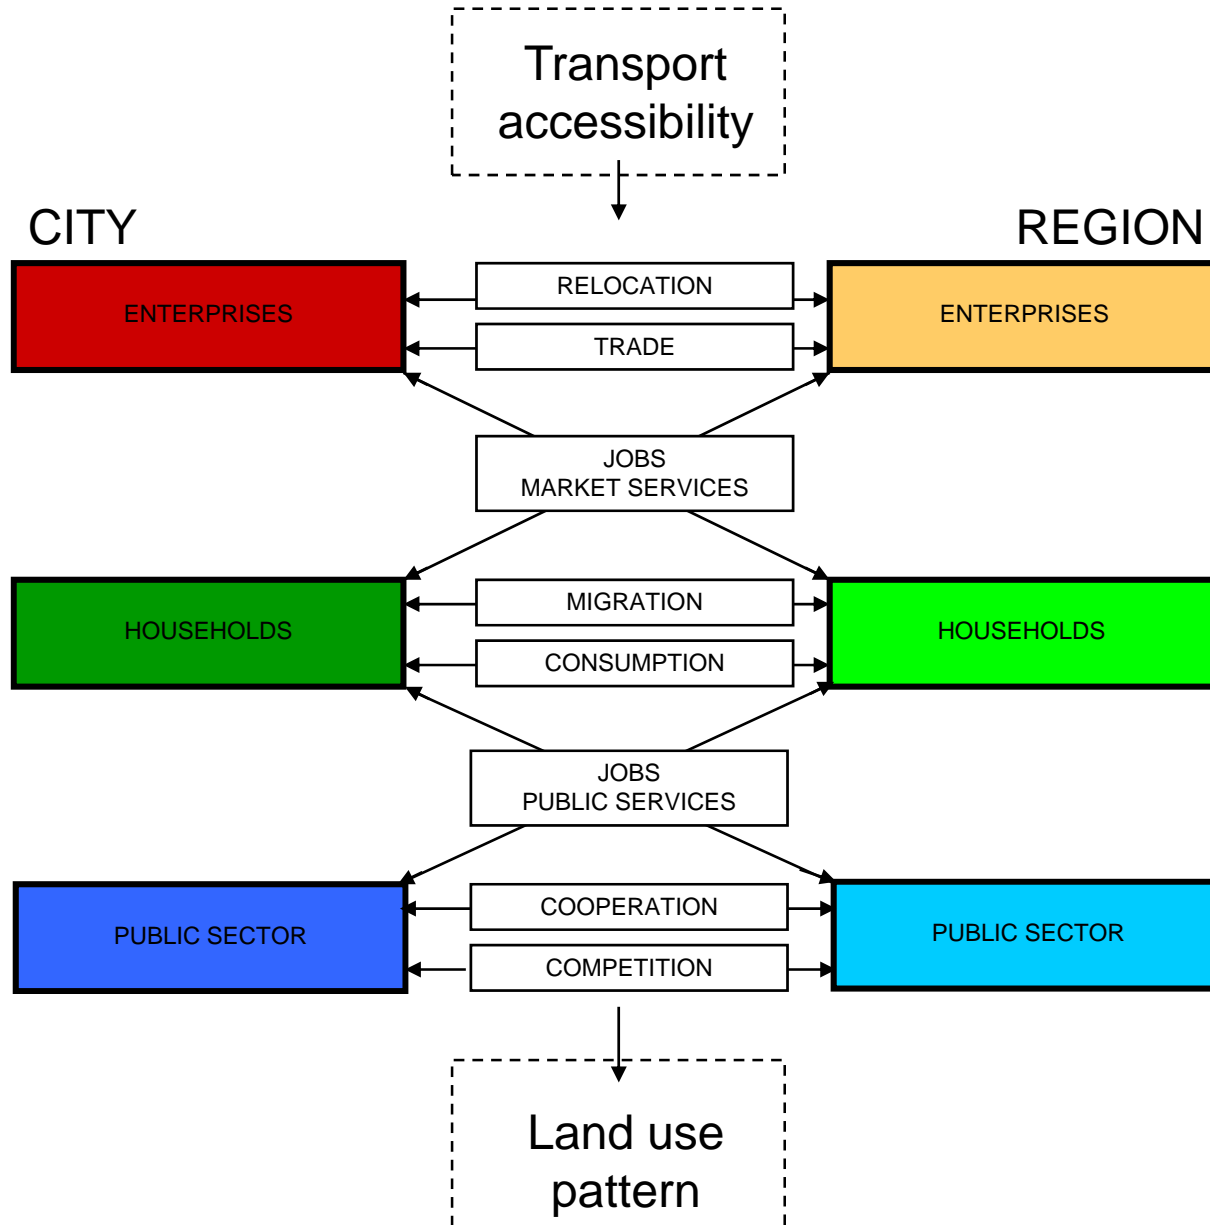 Transport
accessibility
CITY
REGION
ENTERPRISES
RELOCATION
ENTERPRISES
TRADE
JOBS
MARKET SERVICES
HOUSEHOLDS
MIGRATION
HOUSEHOLDS
CONSUMPTION
JOBS
PUBLIC SERVICES
PUBLIC SECTOR
COOPERATION
PUBLIC SECTOR
COMPETITION
Land use
pattern